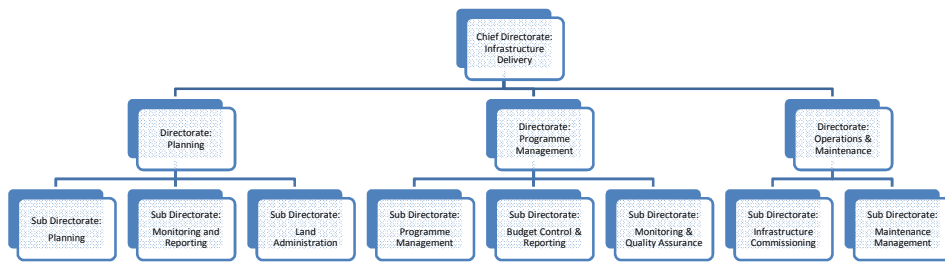 Chief Directorate:
Infrastructure
Delivery
Directorate:
Planning
Directorate:
Programme
Management
Directorate:
Operations &
Maintenance
Sub Directorate:
Planning
Sub Directorate:
Monitoring and
Reporting
Sub Directorate:
Land
Administration
Sub Directorate:
Programme
Management
Sub Directorate:
Budget Control &
Reporting
Sub Directorate:
Monitoring &
Quality Assurance
Sub Directorate:
Infrastructure
Commissioning
Sub Directorate:
Maintenance
Management